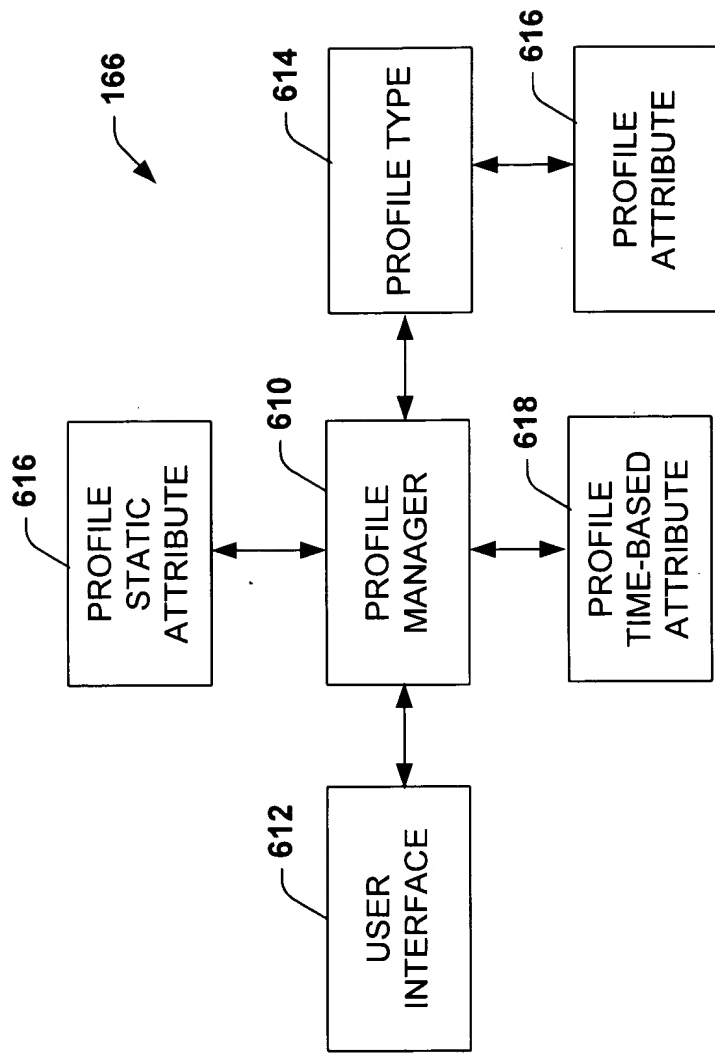 616
166
PROFILE
STATIC
ATTRIBUTE
612
610
614
USER
INTERFACE
PROFILE
MANAGER
PROFILE TYPE
618
616
PROFILE
TIME-BASED
ATTRIBUTE
PROFILE
ATTRIBUTE